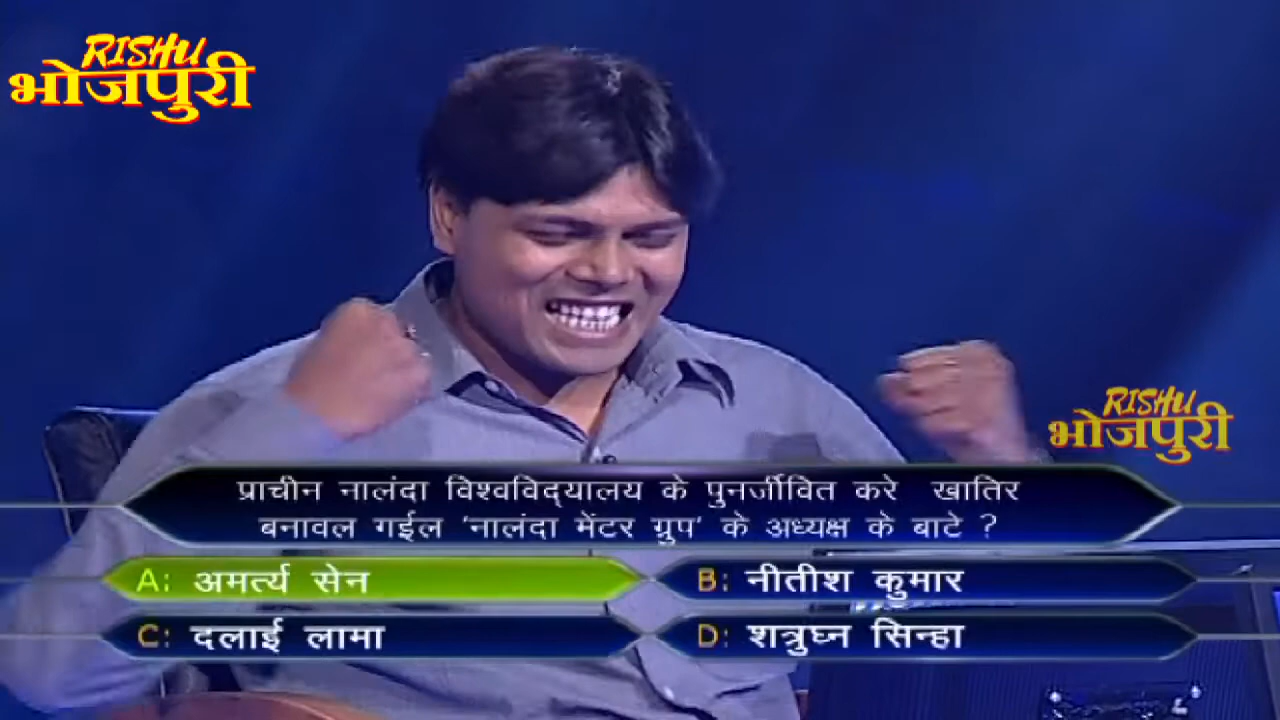 RISHU
भोजपुरी
RISHU
भोजपुरी
प्राचीन नालंदा विश्वविद्यालय के पुनर्जीवित करे खातिर
बनावल गईल 'नालंदा मेंटर ग्रुप' के अध्यक्ष के बाटे ?
A: अमर्त्य सेन
B: नीतीश कुमार
C: दलाई लामा
D: शत्रुघ्न सिन्हा